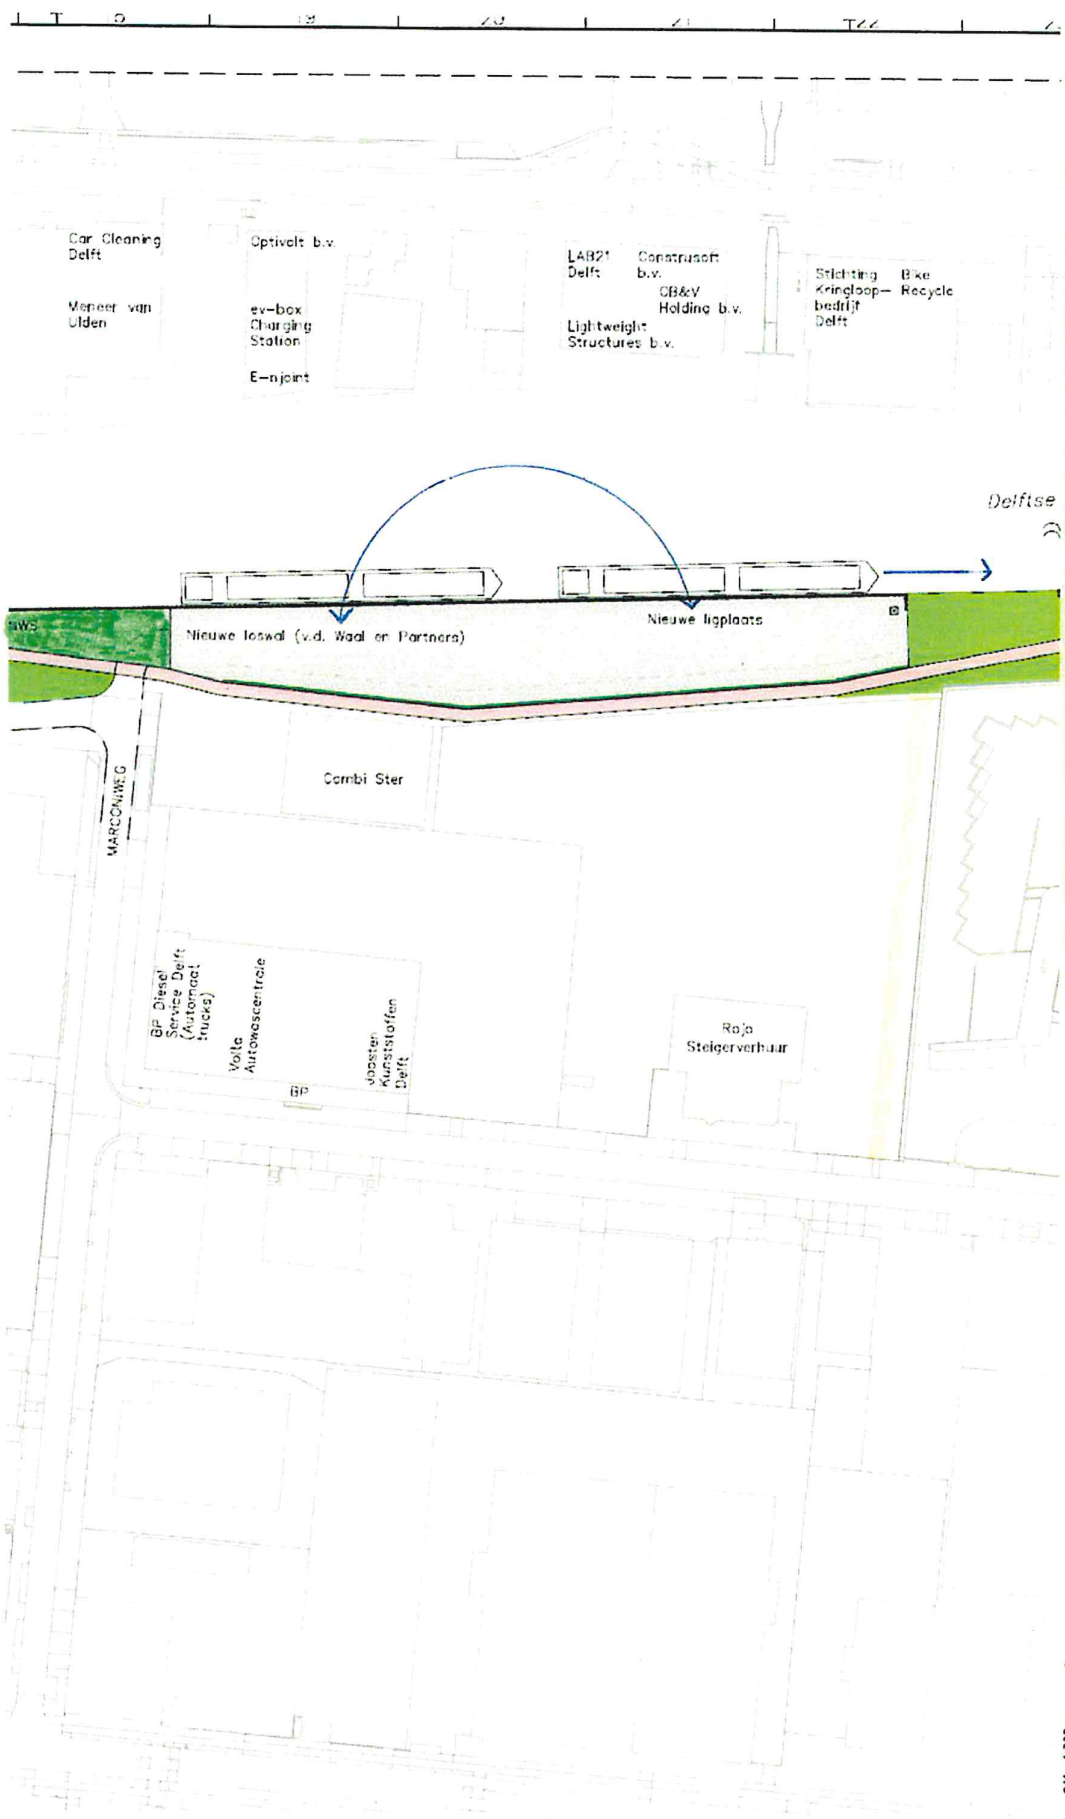 Car Cleaning
Delft
Optivolt b.v.
LAB21
Delft
Construsoft
b.v.
Stichting
Kringloop-
bedrijf
Delft
Bike
Recycle
Meneer van
Ulden
ev-box
Charging
Station
OB&V
Holding b.v.
Lightweight
Structures b.v.
E-njoint
Delftse
Nieuwe ligplaats
Nieuwe loswal (v.d. Waal en Partners)
Combi Ster
MARCONIWEG
BP Diesel
Service Delft
(Automaat
trucks)
Volta
Autowascentrale
Joosten
Kunststoffen
Delft
Rojo
Steigerverhuur
BP